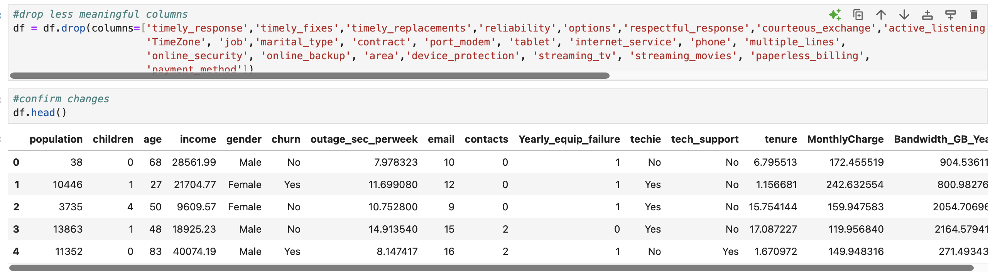 #drop less meaningful columns
df = df.drop(columns=['timely_response','timely_fixes','timely_replacements','reliability','options','respectful_response','courteous_exchange','active_listening
'TimeZone', 'job','marital_type', 'contract', 'port_modem', 'tablet', 'internet_service', 'phone', 'multiple_lines',
'online_security', 'online_backup', 'area','device_protection', 'streaming_tv', 'streaming_movies', 'paperless_billing',
'payment_method'])
#confirm changes
df.head()
population children age income gender churn outage_sec_perweek email contacts Yearly_equip_failure techie tech_support tenure MonthlyCharge Bandwidth_GB_Yea
0 38 0 68 28561.99 Male No 7.978323 10 0 1 No No 6.795513 172.455519 904.53611
1 10446 1 27 21704.77 Female Yes 11.699080 12 0 1 Yes No 1.156681 242.632554 800.98276
2 3735 4 50 9609.57 Female No 10.752800 9 0 1 Yes No 15.754144 159.947583 2054.70696
3 13863 1 48 18925.23 Male No 14.913540 15 2 0 Yes No 17.087227 119.956840 2164.57941
4 11352 0 83 40074.19 Male Yes 8.147417 16 2 1 No Yes 1.670972 149.948316 271.49343